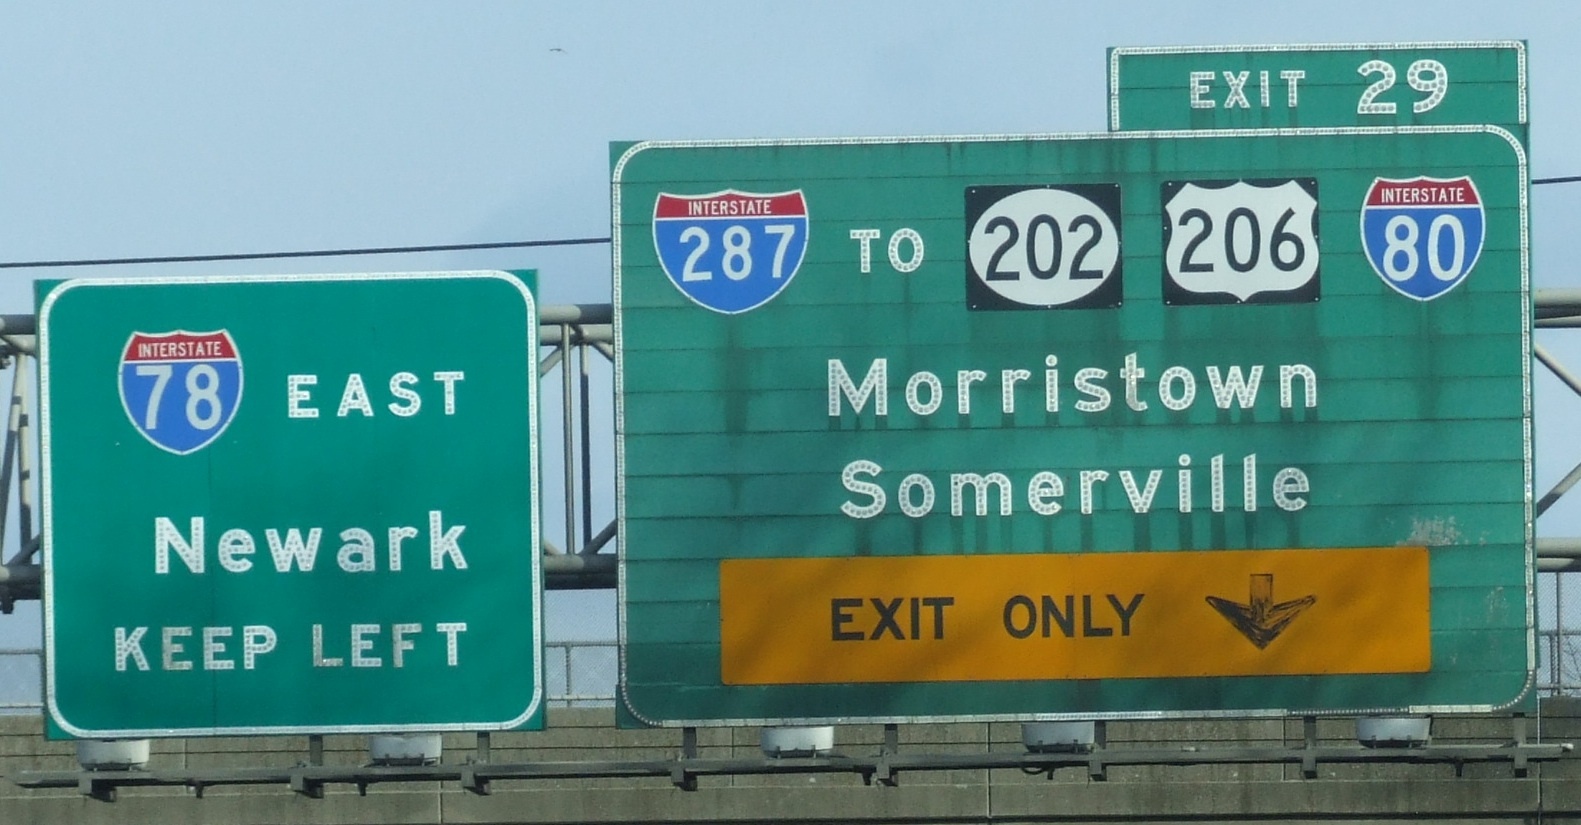 INTERSTATE
78 EAST
Newark
KEEP LEFT
EXIT 29
INTERSTATE
287 TO 202 206 INTERSTATE
80
Morristown
Somerville
EXIT ONLY